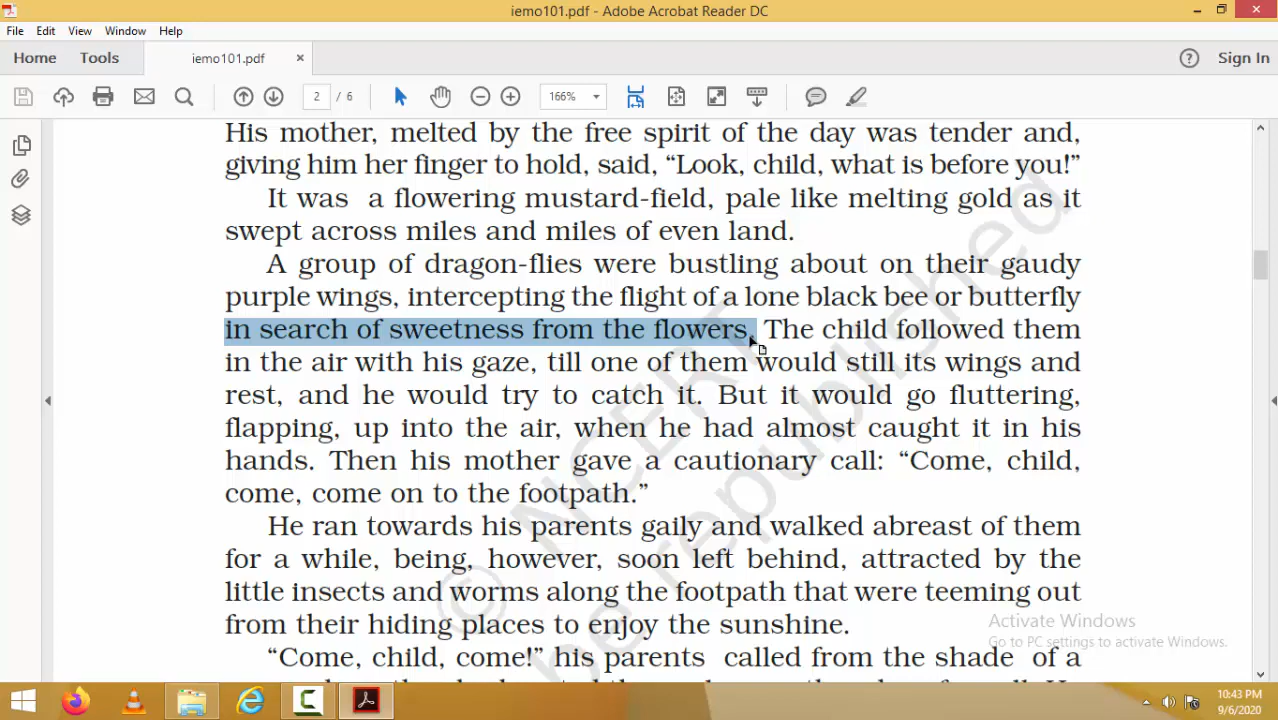 iemo101.pdf - Adobe Acrobat Reader DC
File Edit View Window Help
Home Tools iemo101.pdf Sign In
2 / 6 166%
His mother, melted by the free spirit of the day was tender and,
giving him her finger to hold, said, “Look, child, what is before you!”
It was a flowering mustard-field, pale like melting gold as it
swept across miles and miles of even land.
A group of dragon-flies were bustling about on their gaudy
purple wings, intercepting the flight of a lone black bee or butterfly
in search of sweetness from the flowers. The child followed them
in the air with his gaze, till one of them would still its wings and
rest, and he would try to catch it. But it would go fluttering,
flapping, up into the air, when he had almost caught it in his
hands. Then his mother gave a cautionary call: “Come, child,
come, come on to the footpath.”
He ran towards his parents gaily and walked abreast of them
for a while, being, however, soon left behind, attracted by the
little insects and worms along the footpath that were teeming out
from their hiding places to enjoy the sunshine.
“Come, child, come!” his parents called from the shade of a
© NCERT
be republished
Activate Windows
Go to PC settings to activate Windows.
10:43 PM
9/6/2020